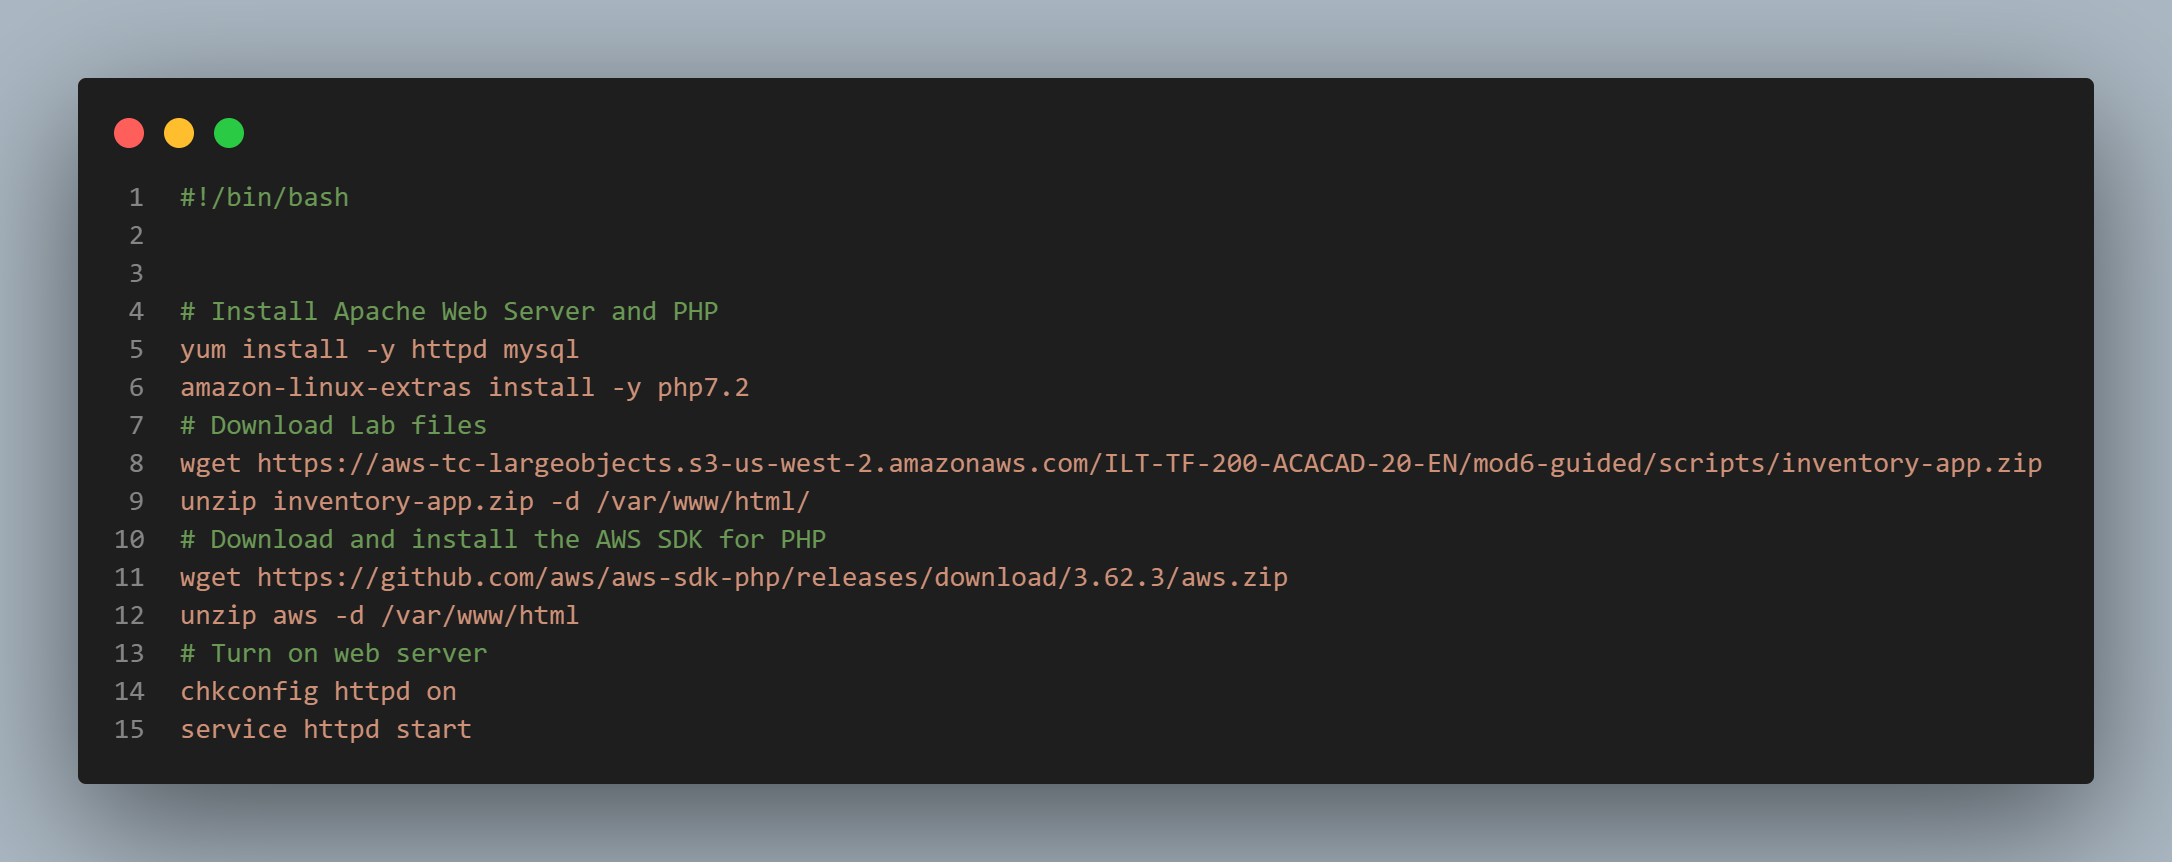 1 #!/bin/bash
2
3
4 # Install Apache Web Server and PHP
5 yum install -y httpd mysql
6 amazon-linux-extras install -y php7.2
7 # Download Lab files
8 wget https://aws-tc-largeobjects.s3-us-west-2.amazonaws.com/ILT-TF-200-ACACAD-20-EN/mod6-guided/scripts/inventory-app.zip
9 unzip inventory-app.zip -d /var/www/html/
10 # Download and install the AWS SDK for PHP
11 wget https://github.com/aws/aws-sdk-php/releases/download/3.62.3/aws.zip
12 unzip aws -d /var/www/html
13 # Turn on web server
14 chkconfig httpd on
15 service httpd start